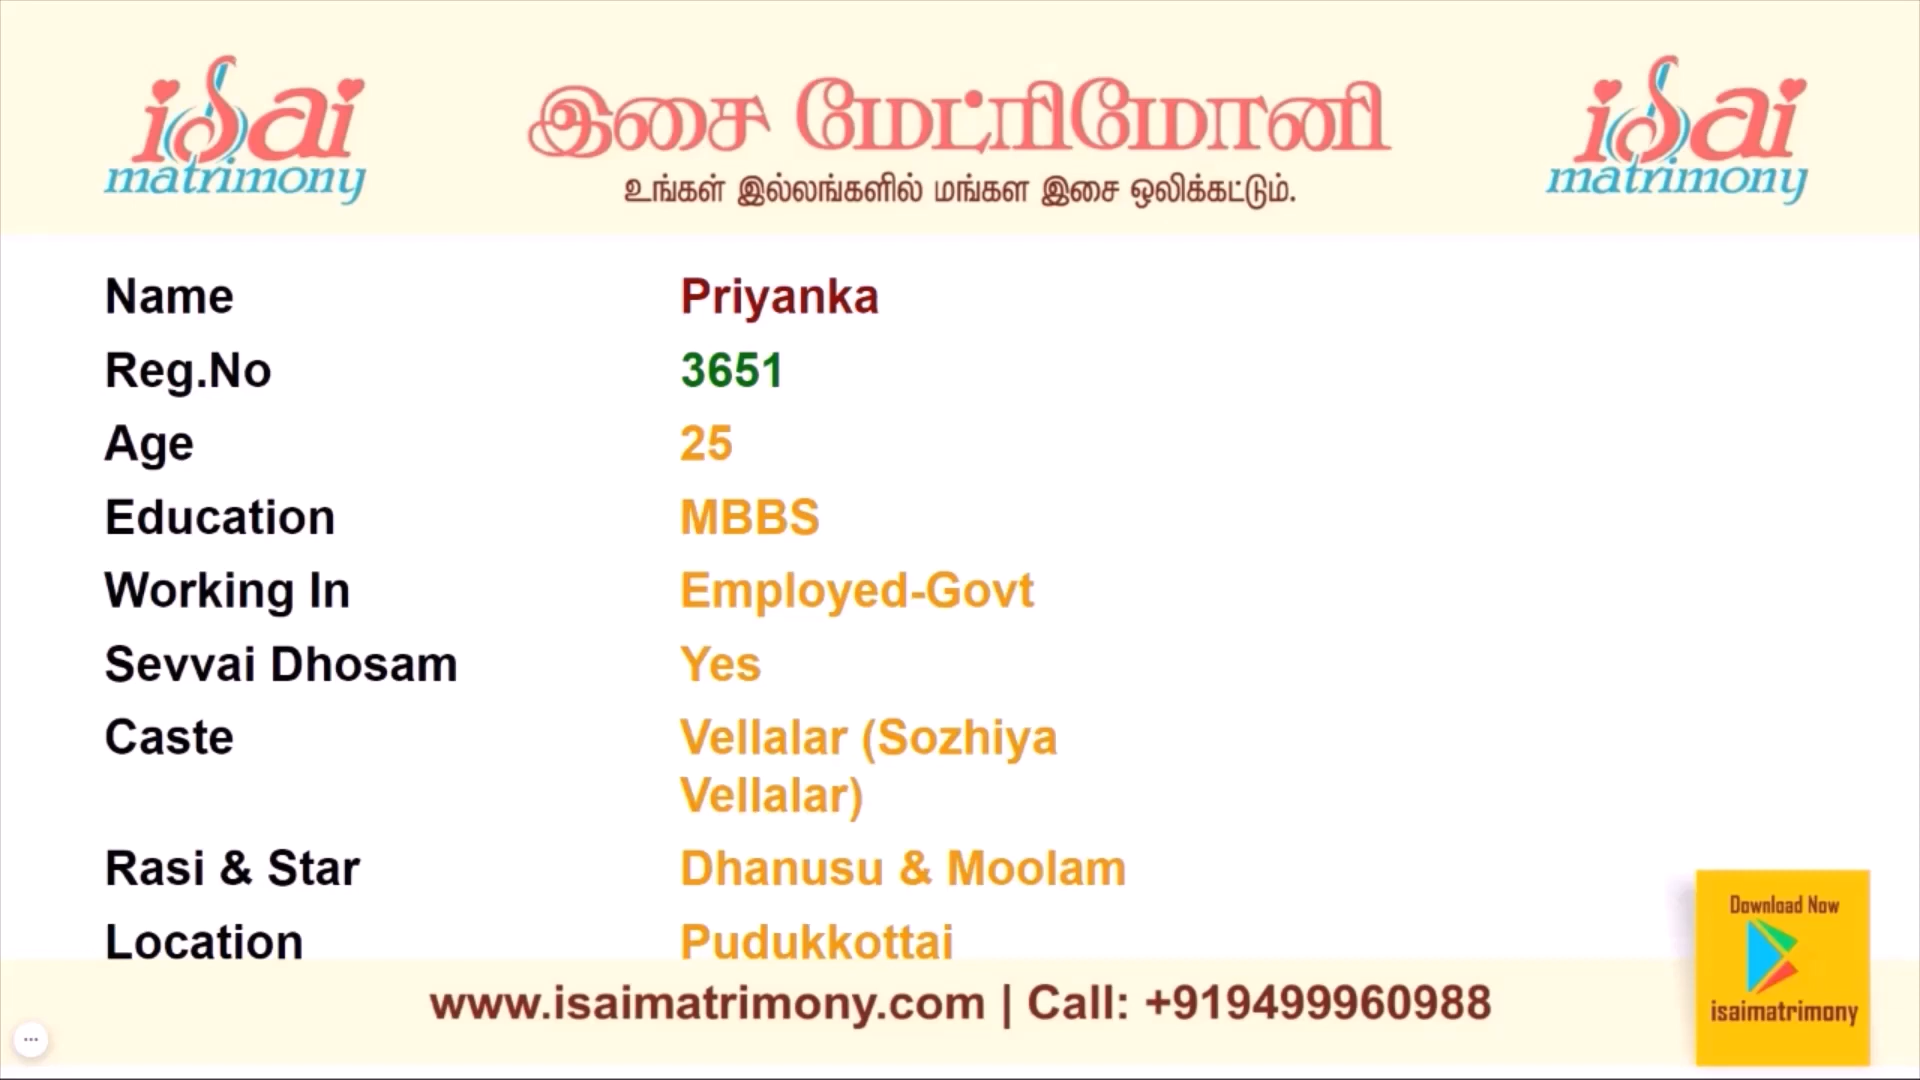 isai
matrimony
இசை மேட்ரிமோனி
உங்கள் இல்லங்களில் மங்கள இசை ஒலிக்கட்டும்.
isai
matrimony
Name Priyanka
Reg.No 3651
Age 25
Education MBBS
Working In Employed-Govt
Sevvai Dhosam Yes
Caste Vellalar (Sozhiya
Vellalar)
Rasi & Star Dhanusu & Moolam
Location Pudukkottai
www.isaimatrimony.com | Call: +919499960988
Download Now
isaimatrimony